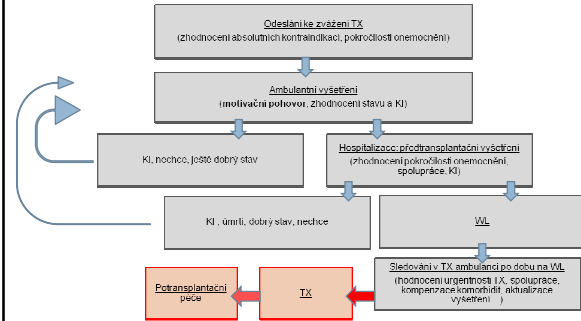 Odeslání ke zvážení TX
(zhodnocení absolutních kontraindikací, pokročilosti onemocnění)
Ambulantní vyšetření
(motivační pohovor, zhodnocení stavu a KI)
KI, nechce, ještě dobrý stav
Hospitalizace: předtransplantační vyšetření
(zhodnocení pokročilosti onemocnění,
spolupráce, KI)
KI , úmrtí, dobrý stav, nechce
WL
Sledování v TX ambulanci po dobu na WL
(hodnocení urgentnosti TX, spolupráce,
kompenzace komorbidit, aktualizace
vyšetření…)
Potransplantační
péče
TX